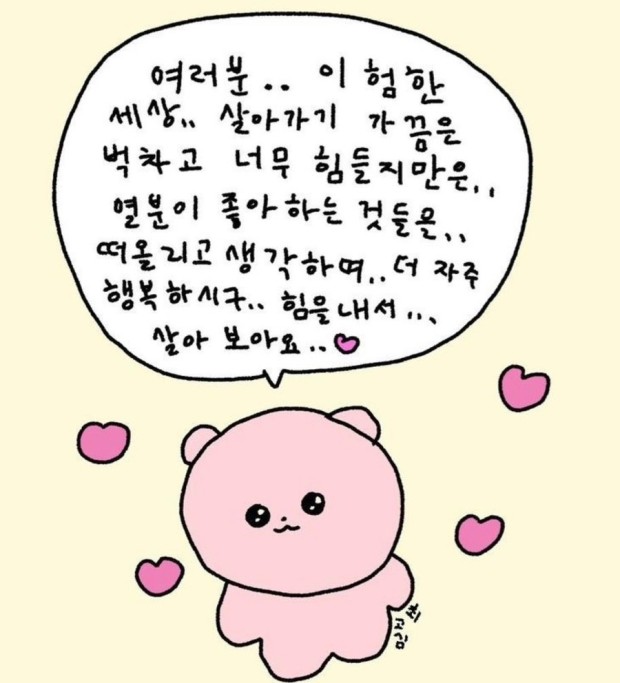 여러분.. 이 험한
세상.. 살아가기 가끔은
벅차고 너무 힘들지만은..
열분이 좋아하는 것들을..
떠올리고 생각하며.. 더 자주
행복하시구.. 힘을내서...
살아 보아요..
최고심